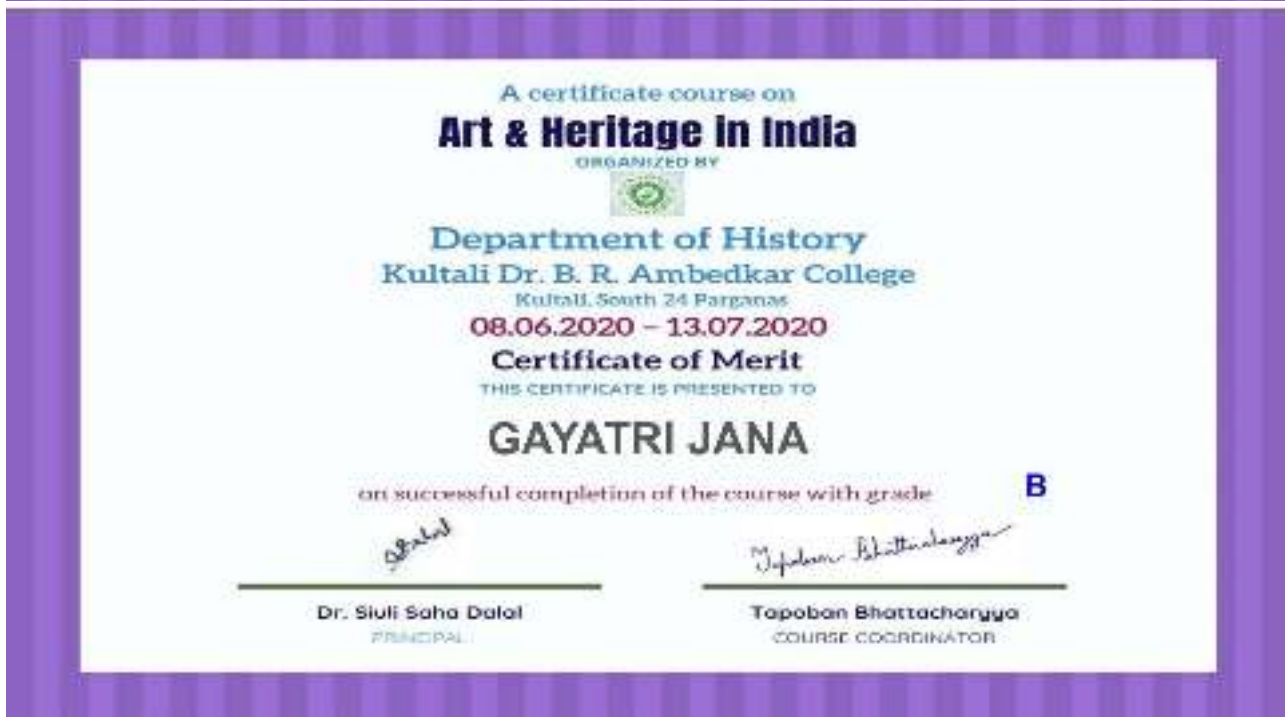 A certificate course on
Art & Heritage in India
ORGANIZED BY
Department of History
Kultali Dr. B. R. Ambedkar College
Kultali, South 24 Parganas
08.06.2020 – 13.07.2020
Certificate of Merit
THIS CERTIFICATE IS PRESENTED TO
GAYATRI JANA
on successful completion of the course with grade B
Tapoban Bhattacharyya
Dr. Siuli Saha Dalal Tapoban Bhattacharyya
PRINCIPAL COURSE COORDINATOR